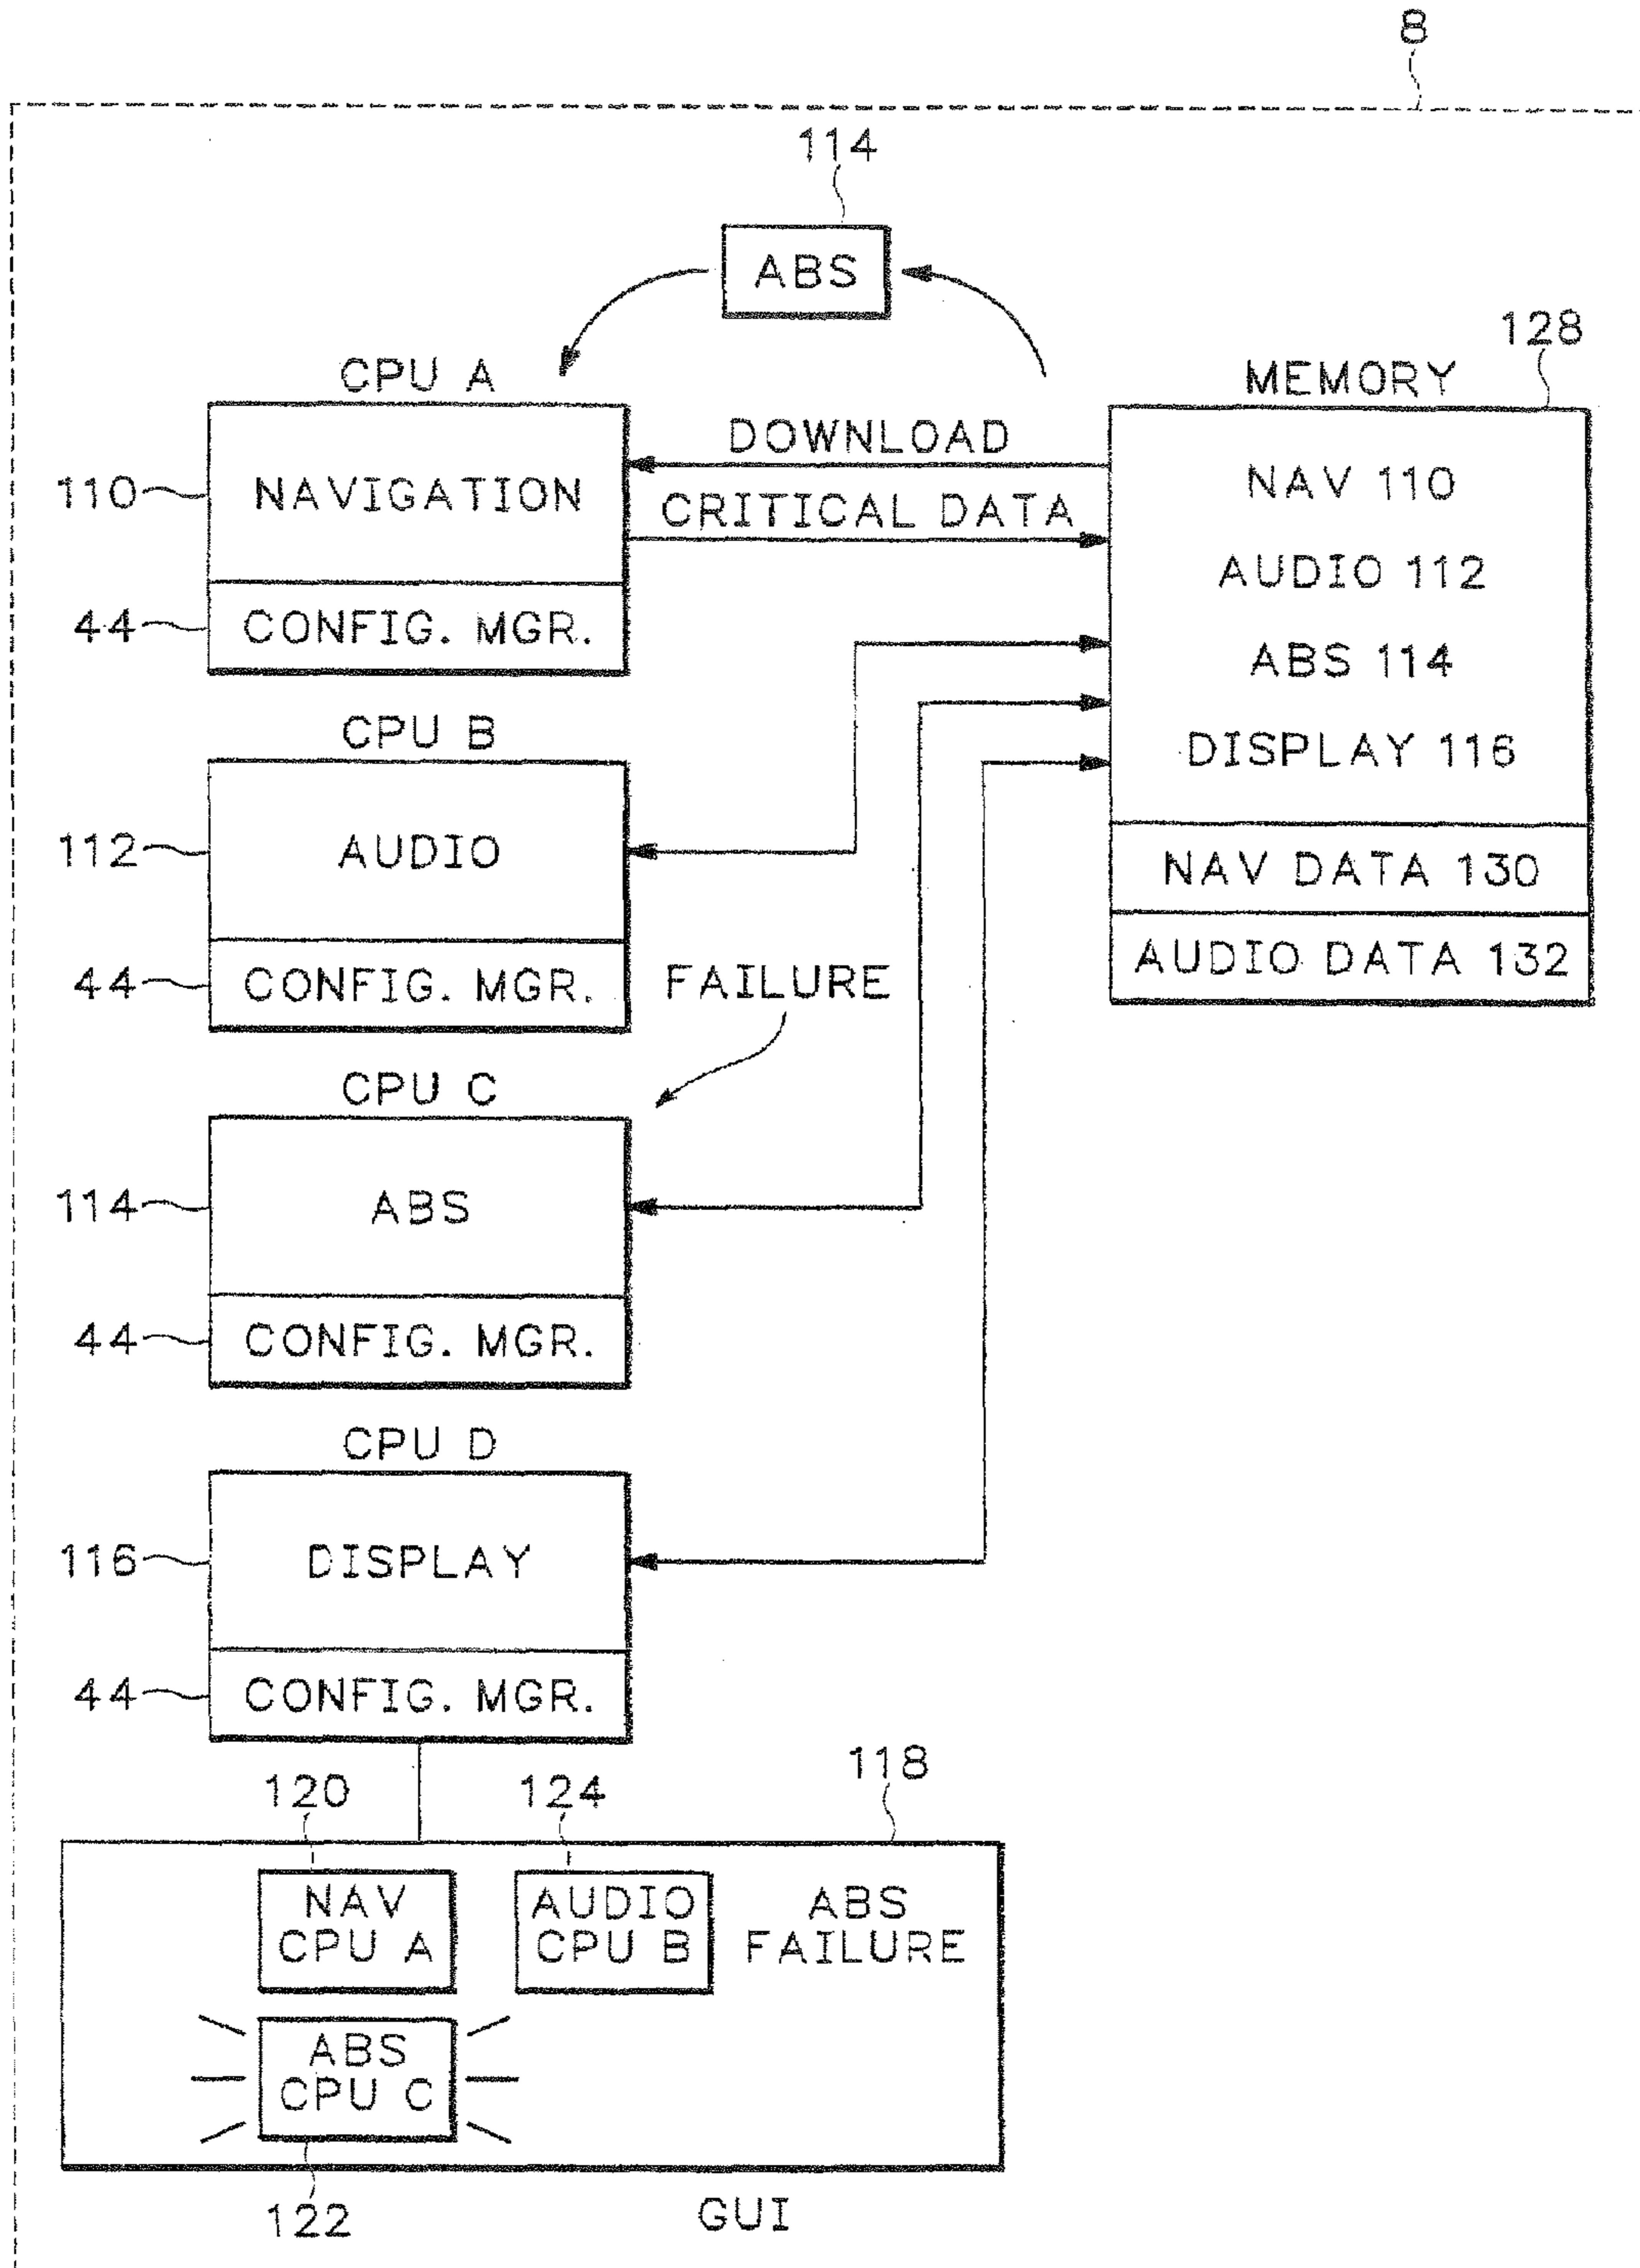 8
114
ABS
128
CPU A
MEMORY
DOWNLOAD
110
NAVIGATION
NAV 110
CRITICAL DATA
AUDIO 112
44
CONFIG. MGR.
ABS 114
CPU B
DISPLAY 116
112
AUDIO
NAV DATA 130
44
CONFIG. MGR.
FAILURE
AUDIO DATA 132
CPU C
114
ABS
44
CONFIG. MGR.
CPU D
116
DISPLAY
44
CONFIG. MGR.
118
120
124
NAV
CPU A
AUDIO
CPU B
ABS
FAILURE
ABS
CPU C
122
GUI